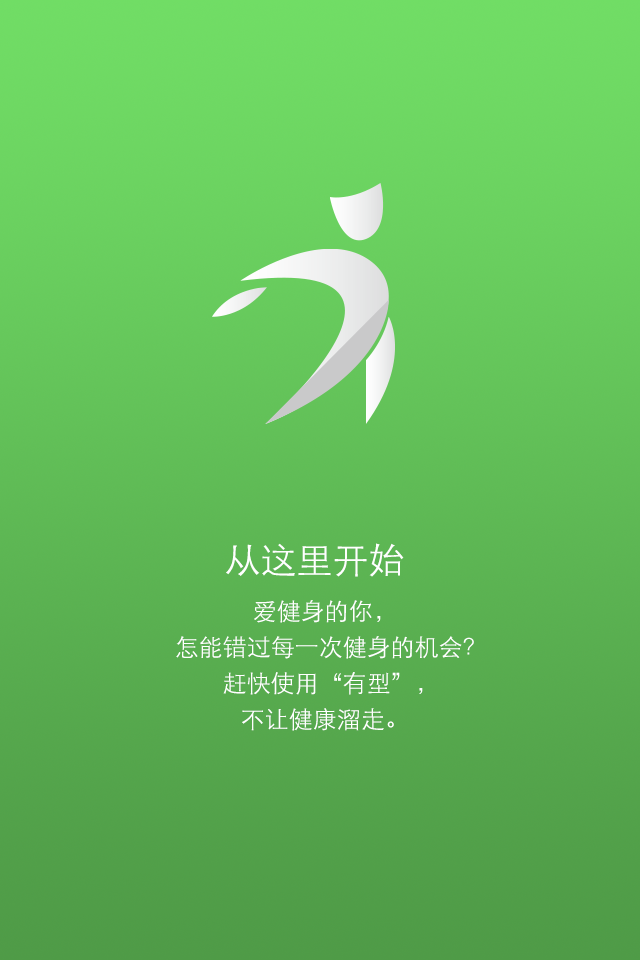 从这里开始
爱健身的你，
怎能错过每一次健身的机会？
赶快使用“有型”，
不让健康溜走。